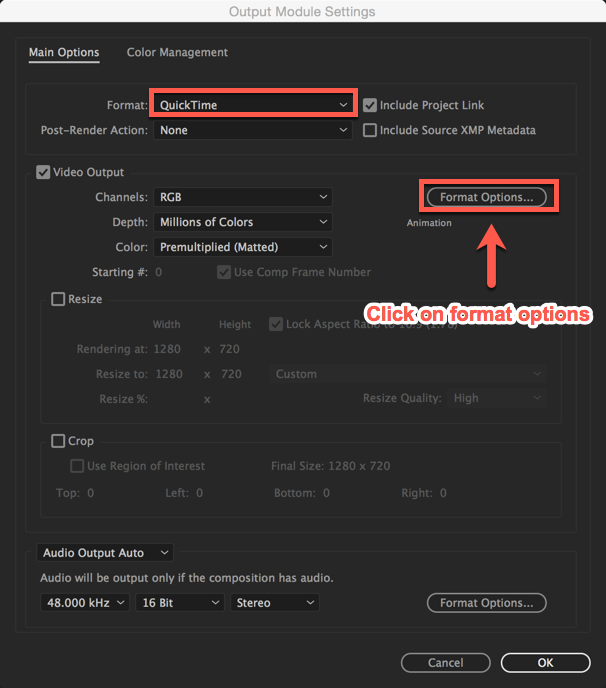 Output Module Settings
Main Options Color Management
Format: QuickTime Include Project Link
Post-Render Action: None Include Source XMP Metadata
Video Output
Channels: RGB Format Options...
Depth: Millions of Colors Animation
Color: Premultiplied (Matted)
Starting #: 0 Use Comp Frame Number
Click on format options
Resize
Width Height Lock Aspect Ratio to 16:9 (1.78)
Rendering at: 1280 x 720
Resize to: 1280 x 720 Custom
Resize %: x Resize Quality: High
Crop
Use Region of Interest Final Size: 1280 x 720
Top: 0 Left: 0 Bottom: 0 Right: 0
Audio Output Auto
Audio will be output only if the composition has audio.
48.000 kHz 16 Bit Stereo Format Options...
Cancel OK